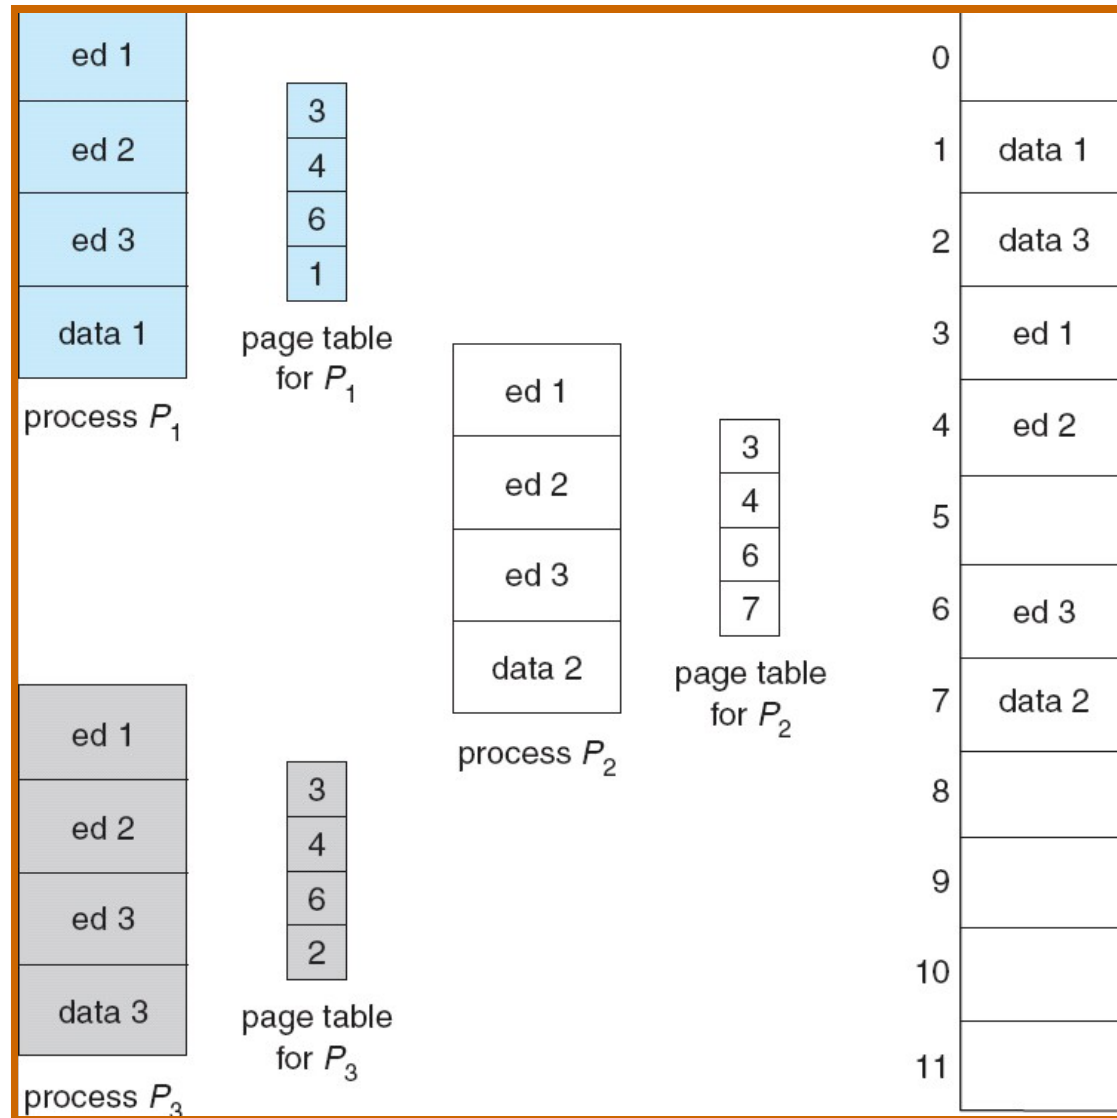 ed 1
ed 2
ed 3
data 1
process P1
3
4
6
1
page table
for P1
ed 1
ed 2
ed 3
data 2
process P2
3
4
6
7
page table
for P2
ed 1
ed 2
ed 3
data 3
process P3
3
4
6
2
page table
for P3
0
1 data 1
2 data 3
3 ed 1
4 ed 2
5
6 ed 3
7 data 2
8
9
10
11